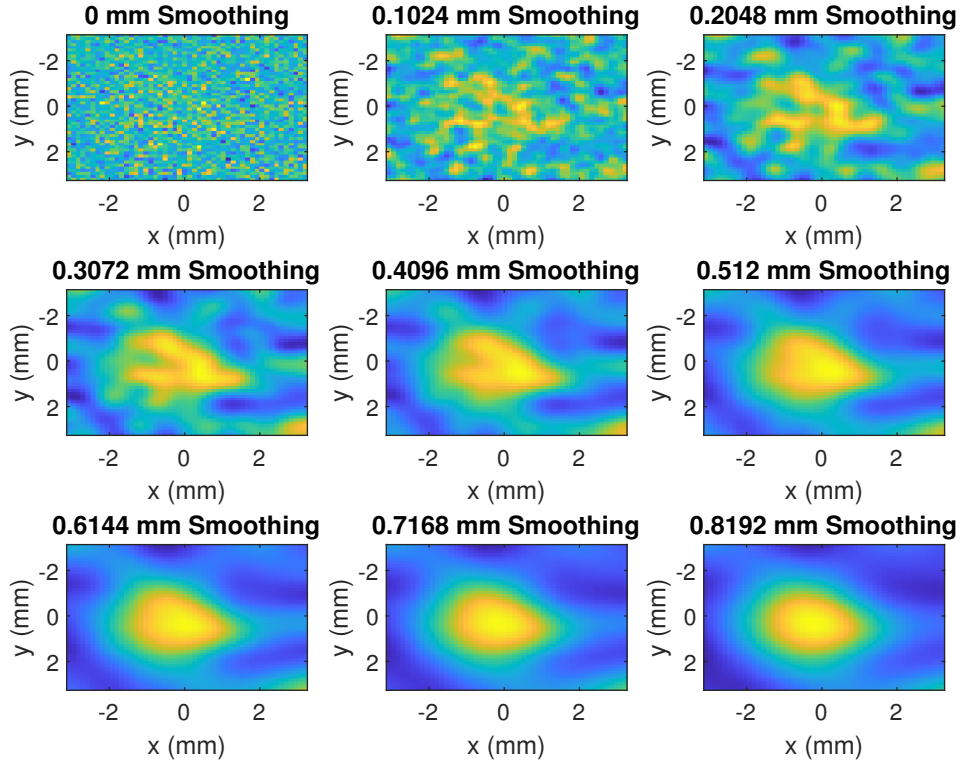 0 mm Smoothing
0.1024 mm Smoothing
0.2048 mm Smoothing
y (mm)
-2
0
2
-2
0
2
x (mm)
y (mm)
-2
0
2
-2
0
2
x (mm)
y (mm)
-2
0
2
-2
0
2
x (mm)
0.3072 mm Smoothing
0.4096 mm Smoothing
0.512 mm Smoothing
y (mm)
-2
0
2
-2
0
2
x (mm)
y (mm)
-2
0
2
-2
0
2
x (mm)
y (mm)
-2
0
2
-2
0
2
x (mm)
0.6144 mm Smoothing
0.7168 mm Smoothing
0.8192 mm Smoothing
y (mm)
-2
0
2
-2
0
2
x (mm)
y (mm)
-2
0
2
-2
0
2
x (mm)
y (mm)
-2
0
2
-2
0
2
x (mm)